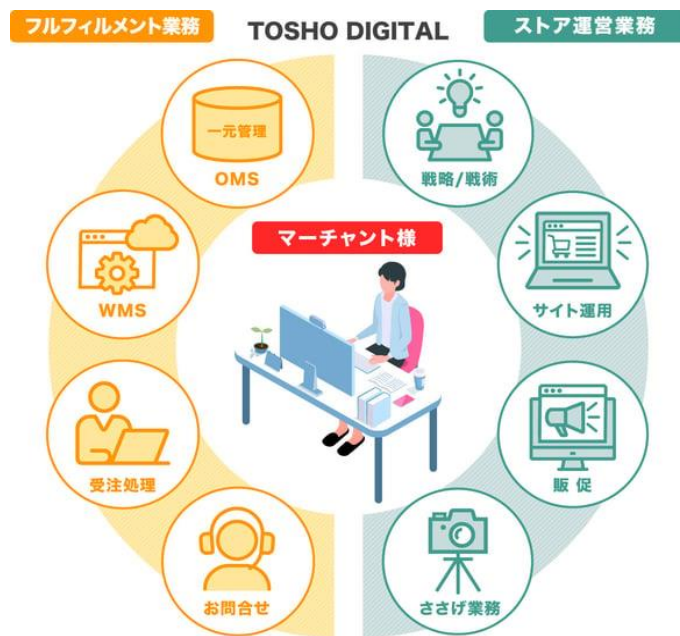 フルフィルメント業務
TOSHO DIGITAL
ストア運営業務
一元管理
OMS
戦略/戦術
マーチャント様
WMS
サイト運用
受注処理
販 促
お問合せ
ささげ業務